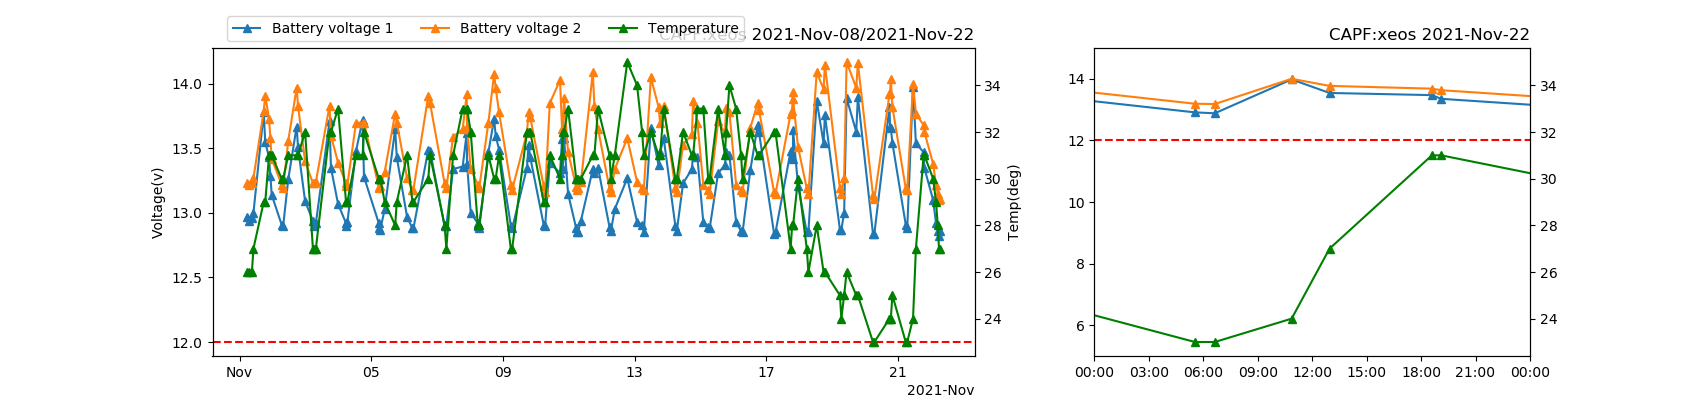 Battery voltage 1 Battery voltage 2 Temperature
CAPF:xeos 2021-Nov-08/2021-Nov-22
Voltage(v)
14.0
13.5
13.0
12.5
12.0
Nov 05 09 13 17 21
2021-Nov
34
32
30
28
26
24
Temp(deg)
CAPF:xeos 2021-Nov-22
14
12
10
8
6
00:00 03:00 06:00 09:00 12:00 15:00 18:00 21:00 00:00
34
32
30
28
26
24